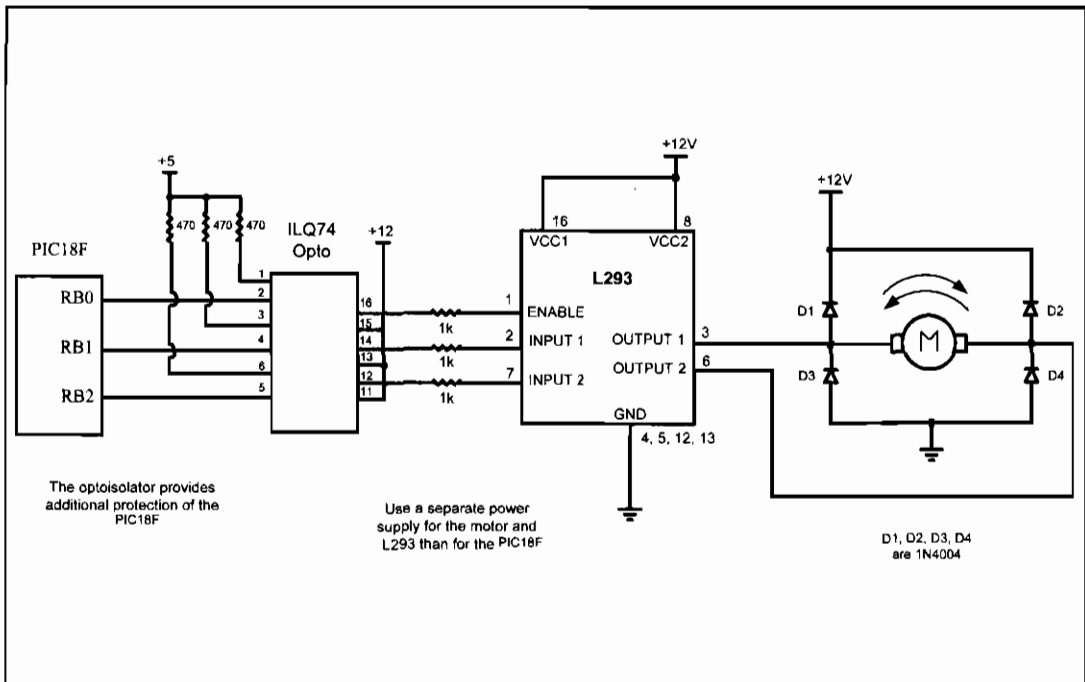 +5
470
470
470
PIC18F
RB0
RB1
RB2
ILQ74
Opto
1
2
3
4
6
5
16
15
14
13
12
11
+12
1k
1k
1k
+12V
16
8
VCC1
VCC2
L293
1
ENABLE
2
INPUT 1
7
INPUT 2
OUTPUT 1
3
OUTPUT 2
6
GND
4, 5, 12, 13
+12V
D1
D2
M
D3
D4
The optoisolator provides
additional protection of the
PIC18F
Use a separate power
supply for the motor and
L293 than for the PIC18F
D1, D2, D3, D4
are 1N4004